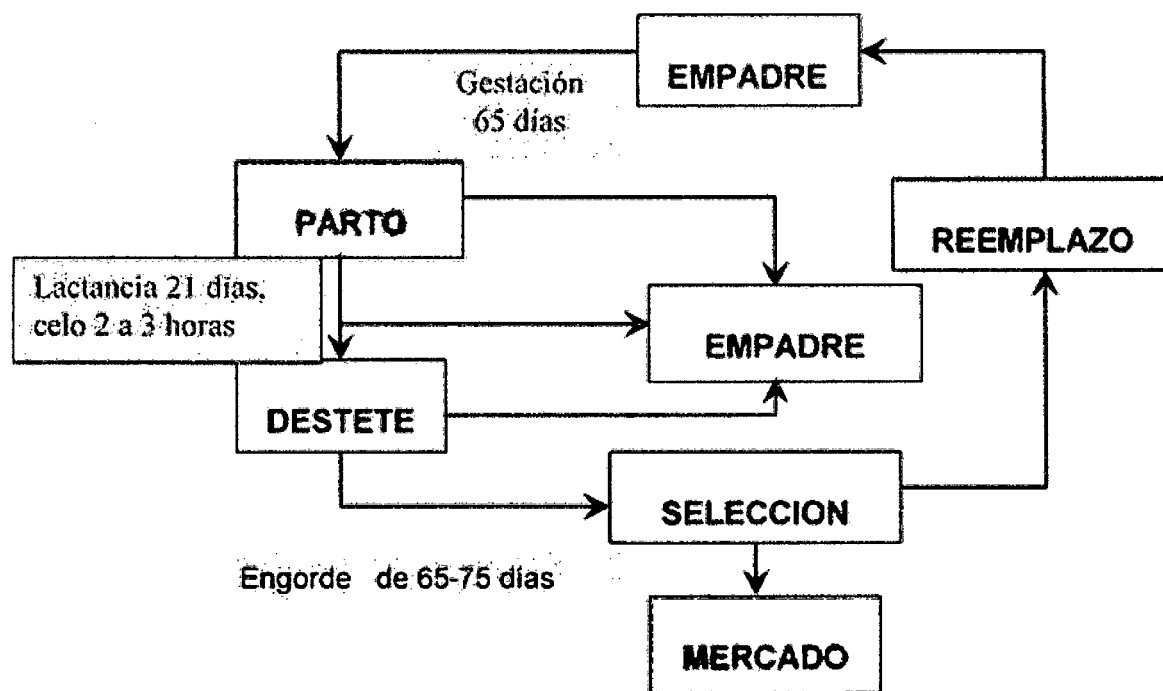 EMPADRE
Gestación
65 días
PARTO
REEMPLAZO
Lactancia 21 días,
celo 2 a 3 horas
EMPADRE
DESTETE
SELECCION
Engorde de 65-75 días
MERCADO